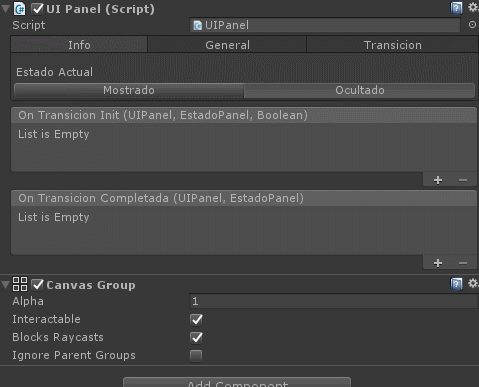 UI Panel (Script)
Script UIPanel
Info General Transicion
Estado Actual
Mostrado Ocultado
On Transicion Init (UIPanel, EstadoPanel, Boolean)
List is Empty
+ −
On Transicion Completada (UIPanel, EstadoPanel)
List is Empty
+ −
Canvas Group
Alpha 1
Interactable
Blocks Raycasts
Ignore Parent Groups
Add Component